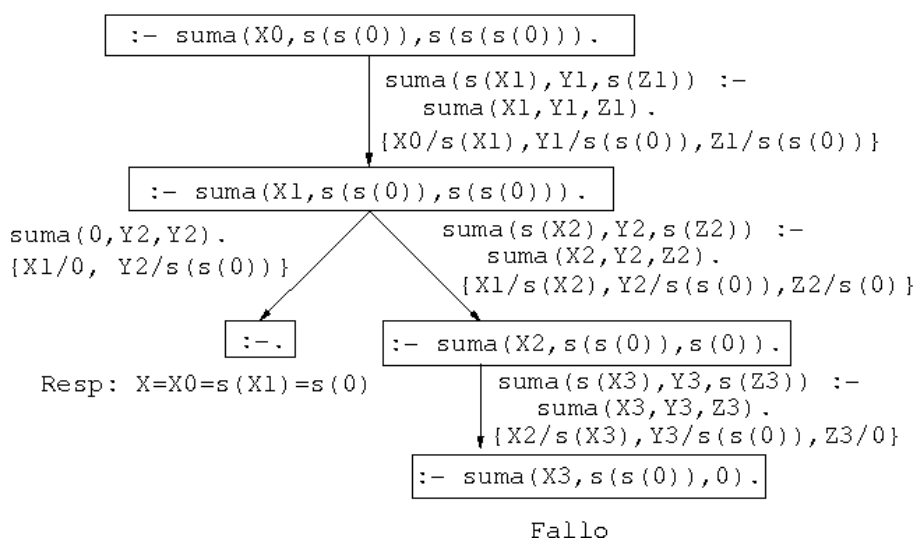 :- suma(X0,s(s(0)),s(s(s(0))).
suma(s(X1),Y1,s(Z1)) :-
suma(X1,Y1,Z1).
{X0/s(X1),Y1/s(s(0)),Z1/s(s(0))}
:- suma(X1,s(s(0)),s(s(0))).
suma(0,Y2,Y2).
{X1/0, Y2/s(s(0))}
suma(s(X2),Y2,s(Z2)) :-
suma(X2,Y2,Z2).
{X1/s(X2),Y2/s(s(0)),Z2/s(0)}
:-.
Resp: X=X0=s(X1)=s(0)
:- suma(X2,s(s(0)),s(0)).
suma(s(X3),Y3,s(Z3)) :-
suma(X3,Y3,Z3).
{X2/s(X3),Y3/s(s(0)),Z3/0}
:- suma(X3,s(s(0)),0).
Fallo